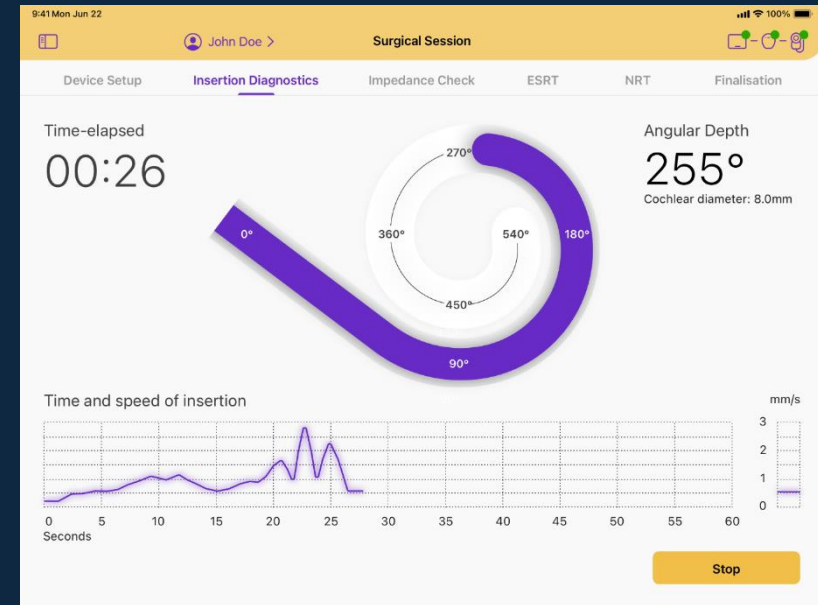 9:41 Mon Jun 22
100%
John Doe >
Surgical Session
Device Setup
Insertion Diagnostics
Impedance Check
ESRT
NRT
Finalisation
Time-elapsed
00:26
Angular Depth
255°
Cochlear diameter: 8.0mm
270°
0°
360°
540°
180°
450°
90°
Time and speed of insertion
mm/s
3
2
1
0
0 5 10 15 20 25 30 35 40 45 50 55 60
Seconds
Stop